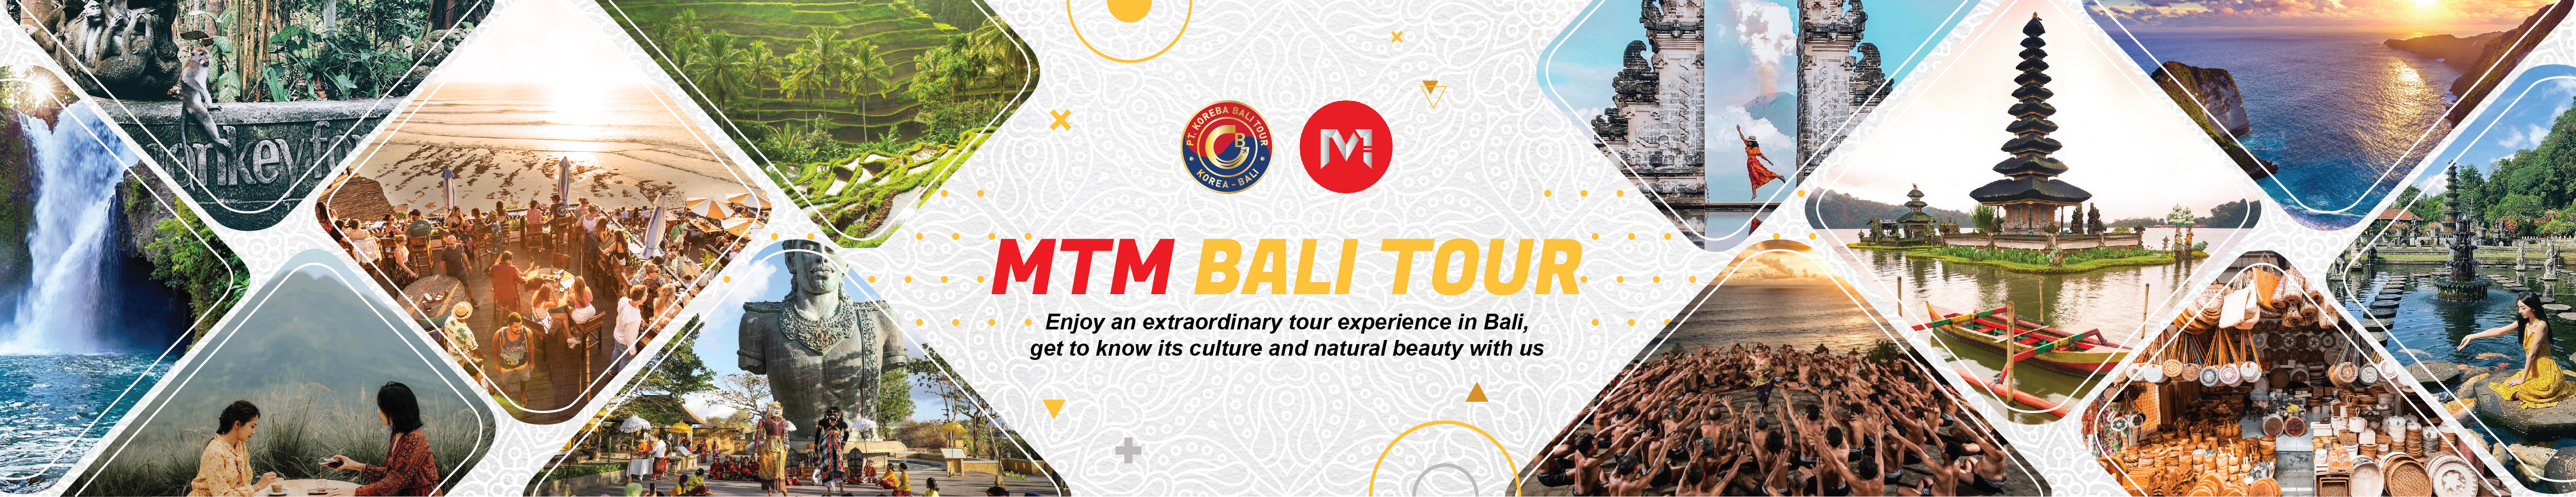 PT. KOREBA BALI TOUR
KOREA - BALI
MTM BALI TOUR
Enjoy an extraordinary tour experience in Bali,
get to know its culture and natural beauty with us